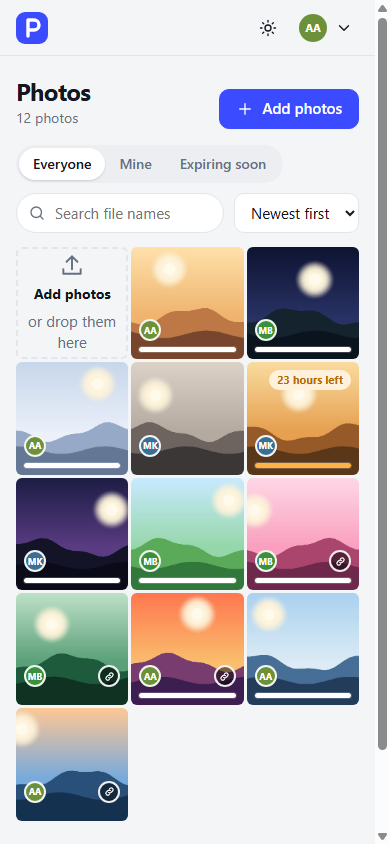 P
AA
Photos
12 photos
Add photos
Everyone Mine Expiring soon
Search file names
Newest first
Add photos
or drop them
here
AA
MB
AA
MK
23 hours left
MK
MK
MB
MB
MB
AA
AA
AA